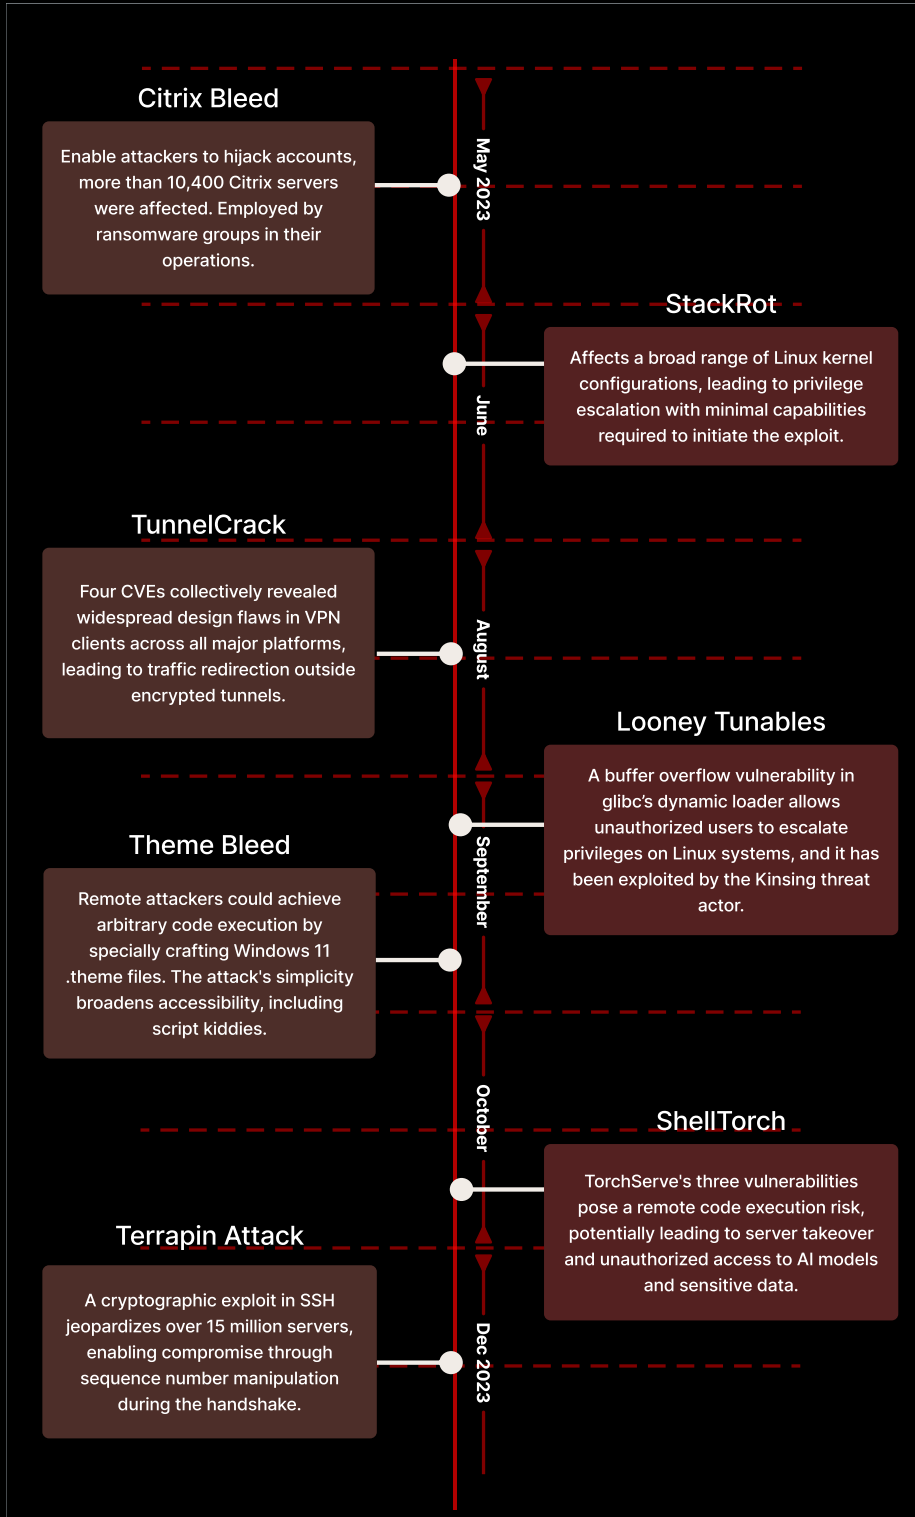 Citrix Bleed
Enable attackers to hijack accounts,
more than 10,400 Citrix servers
were affected. Employed by
ransomware groups in their
operations.
May 2023
StackRot
Affects a broad range of Linux kernel
configurations, leading to privilege
escalation with minimal capabilities
required to initiate the exploit.
June
TunnelCrack
Four CVEs collectively revealed
widespread design flaws in VPN
clients across all major platforms,
leading to traffic redirection outside
encrypted tunnels.
August
Looney Tunables
A buffer overflow vulnerability in
glibc’s dynamic loader allows
unauthorized users to escalate
privileges on Linux systems, and it has
been exploited by the Kinsing threat
actor.
September
Theme Bleed
Remote attackers could achieve
arbitrary code execution by
specially crafting Windows 11
.theme files. The attack's simplicity
broadens accessibility, including
script kiddies.
October
ShellTorch
TorchServe's three vulnerabilities
pose a remote code execution risk,
potentially leading to server takeover
and unauthorized access to AI models
and sensitive data.
Terrapin Attack
A cryptographic exploit in SSH
jeopardizes over 15 million servers,
enabling compromise through
sequence number manipulation
during the handshake.
Dec 2023